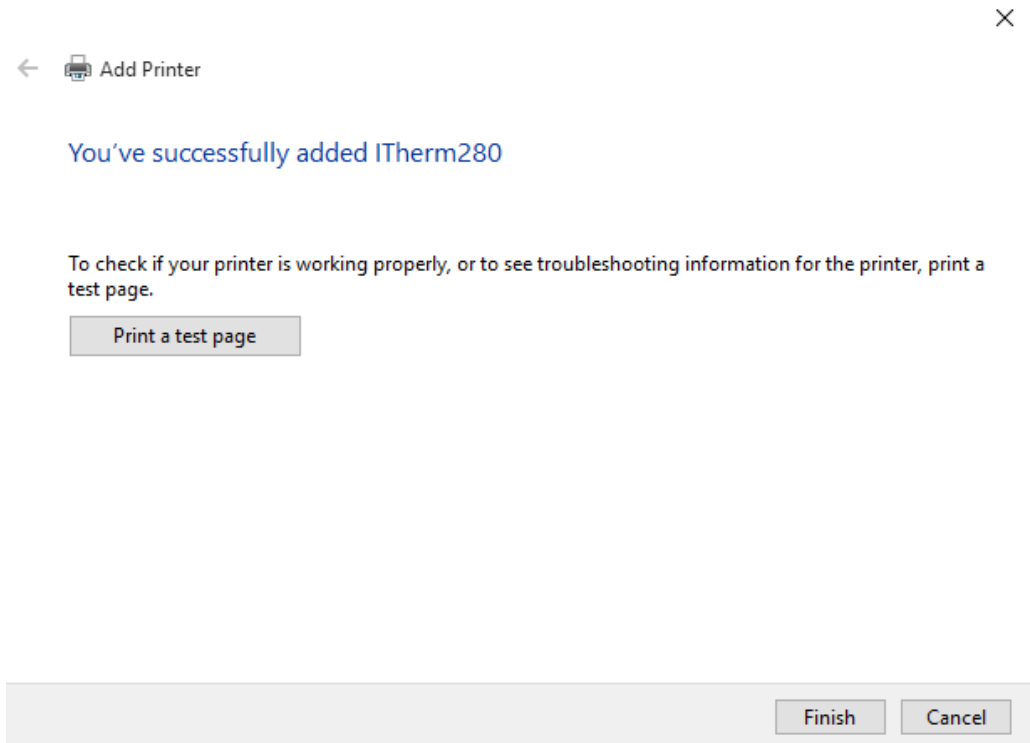 Add Printer
You've successfully added ITherm280
To check if your printer is working properly, or to see troubleshooting information for the printer, print a
test page.
Print a test page
Finish
Cancel